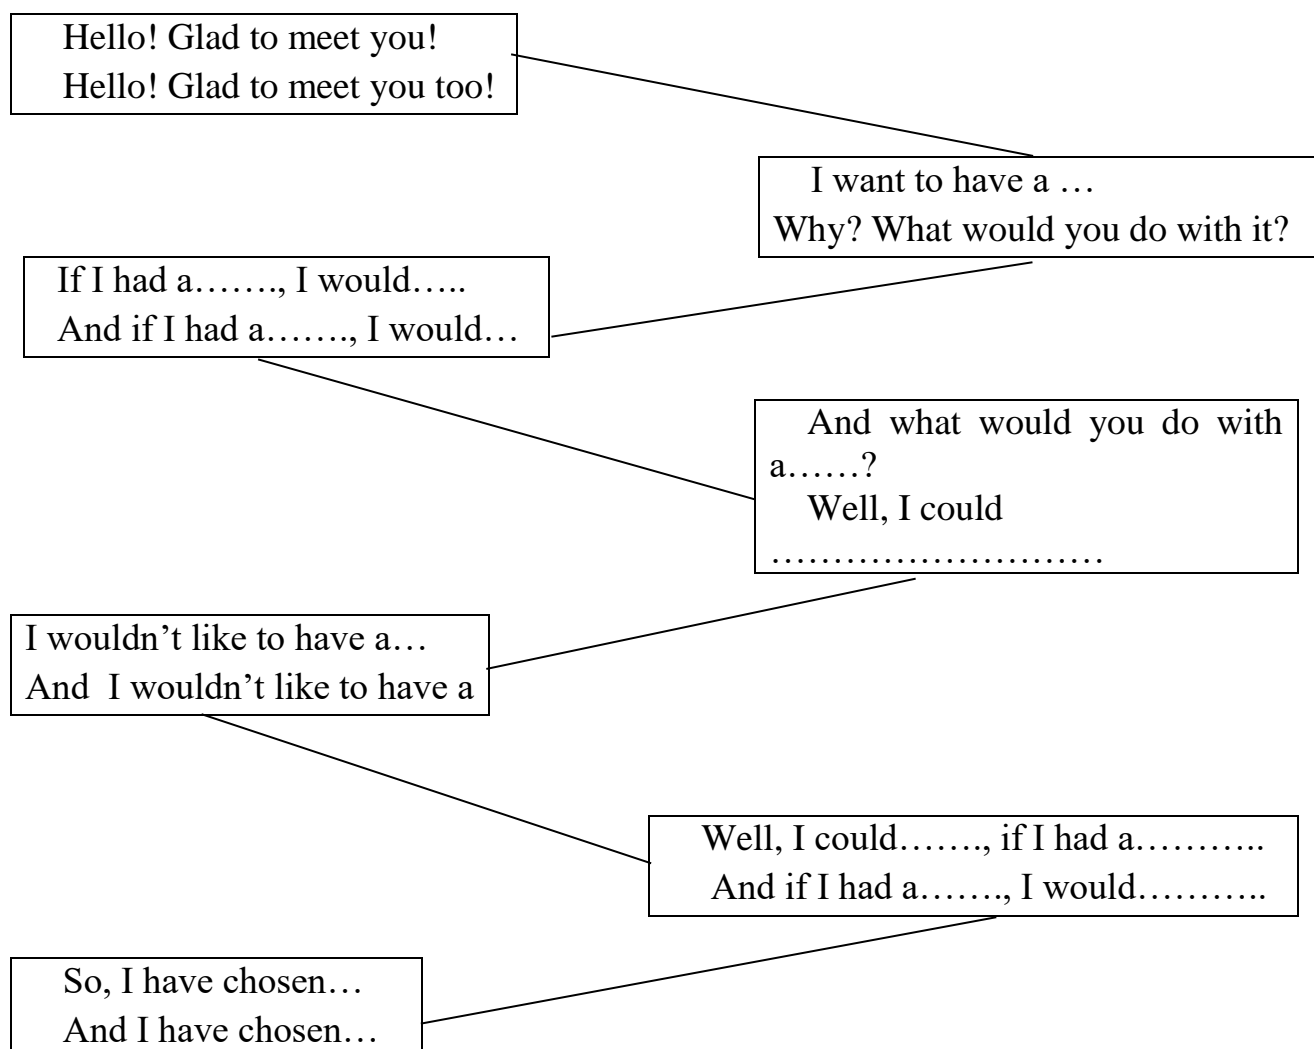 Hello! Glad to meet you!
Hello! Glad to meet you too!
I want to have a …
Why? What would you do with it?
If I had a……., I would…..
And if I had a……., I would…
And what would you do with
a……?
Well, I could
………………………
I wouldn’t like to have a…
And I wouldn’t like to have a
Well, I could……., if I had a………..
And if I had a……., I would………..
So, I have chosen…
And I have chosen…